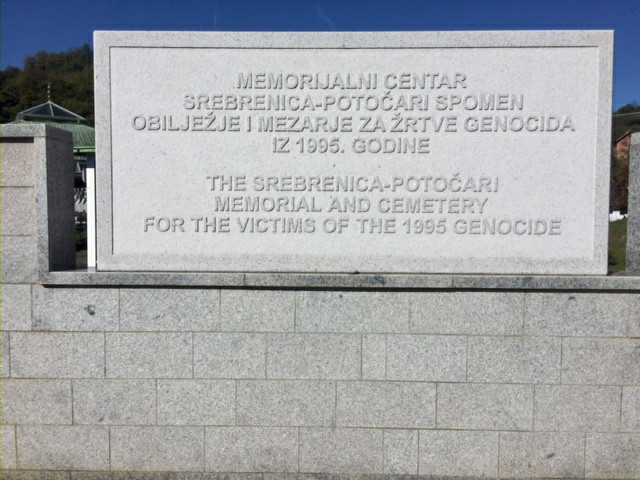 MEMORIJALNI CENTAR
SREBRENICA-POTOČARI SPOMEN
OBILJEŽJE I MEZARJE ZA ŽRTVE GENOCIDA
IZ 1995. GODINE
THE SREBRENICA-POTOČARI
MEMORIAL AND CEMETERY
FOR THE VICTIMS OF THE 1995 GENOCIDE